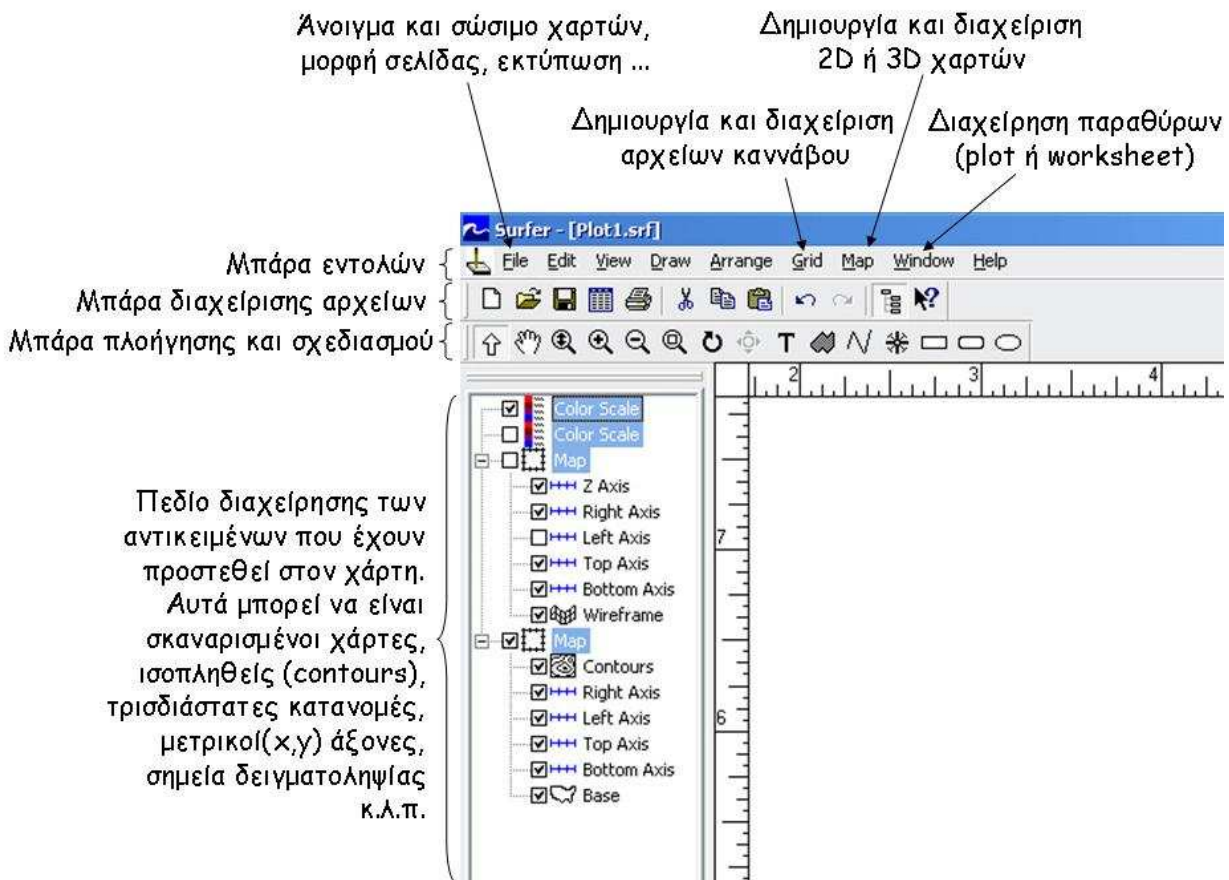 Άνοιγμα και σώσιμο χαρτών,
μορφή σελίδας, εκτύπωση ...
Δημιουργία και διαχείριση
2D ή 3D χαρτών
Δημιουργία και διαχείριση
αρχείων καννάβου
Διαχείρηση παραθύρων
(plot ή worksheet)
Surfer - [Plot1.srf]
Μπάρα εντολών
File Edit View Draw Arrange Grid Map Window Help
Μπάρα διαχείρισης αρχείων
Μπάρα πλοήγησης και σχεδιασμού
T
2 3 4
Color Scale
Color Scale
Map
Z Axis
Right Axis
Left Axis
Top Axis
Bottom Axis
Wireframe
Map
Contours
Right Axis
Left Axis
Top Axis
Bottom Axis
Base
7
6
Πεδίο διαχείρησης των
αντικειμένων που έχουν
προστεθεί στον χάρτη.
Αυτά μπορεί να είναι
σκαναρισμένοι χάρτες,
ισοπληθείς (contours),
τρισδιάστατες κατανομές,
μετρικοί(x,y) άξονες,
σημεία δειγματοληψίας
κ.λ.π.